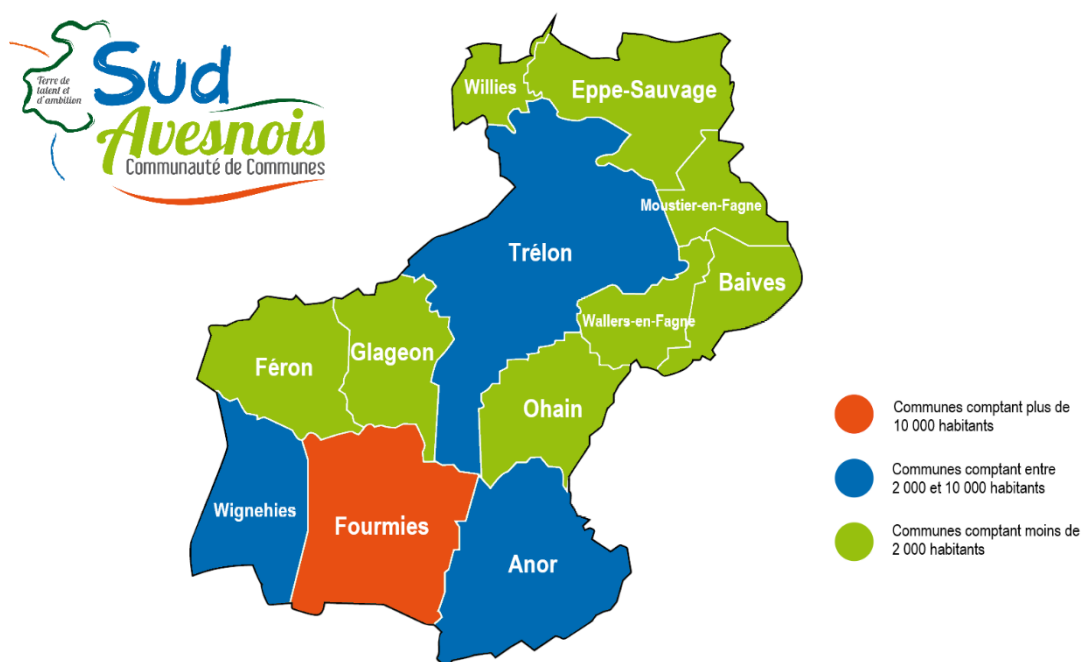 Terre de
talent et
d'ambition
Sud
Avesnois
Communauté de Communes
Willies
Eppe-Sauvage
Moustier-en-Fagne
Trélon
Baives
Wallers-en-Fagne
Glageon
Féron
Ohain
Wignehies
Fourmies
Anor
Communes comptant plus de
10 000 habitants
Communes comptant entre
2 000 et 10 000 habitants
Communes comptant moins de
2 000 habitants